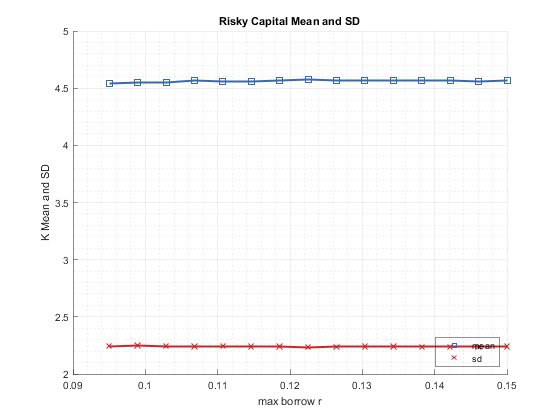 Risky Capital Mean and SD
5
4.5
4
3.5
3
2.5
2
K Mean and SD
mean
sd
0.09 0.1 0.11 0.12 0.13 0.14 0.15
max borrow r